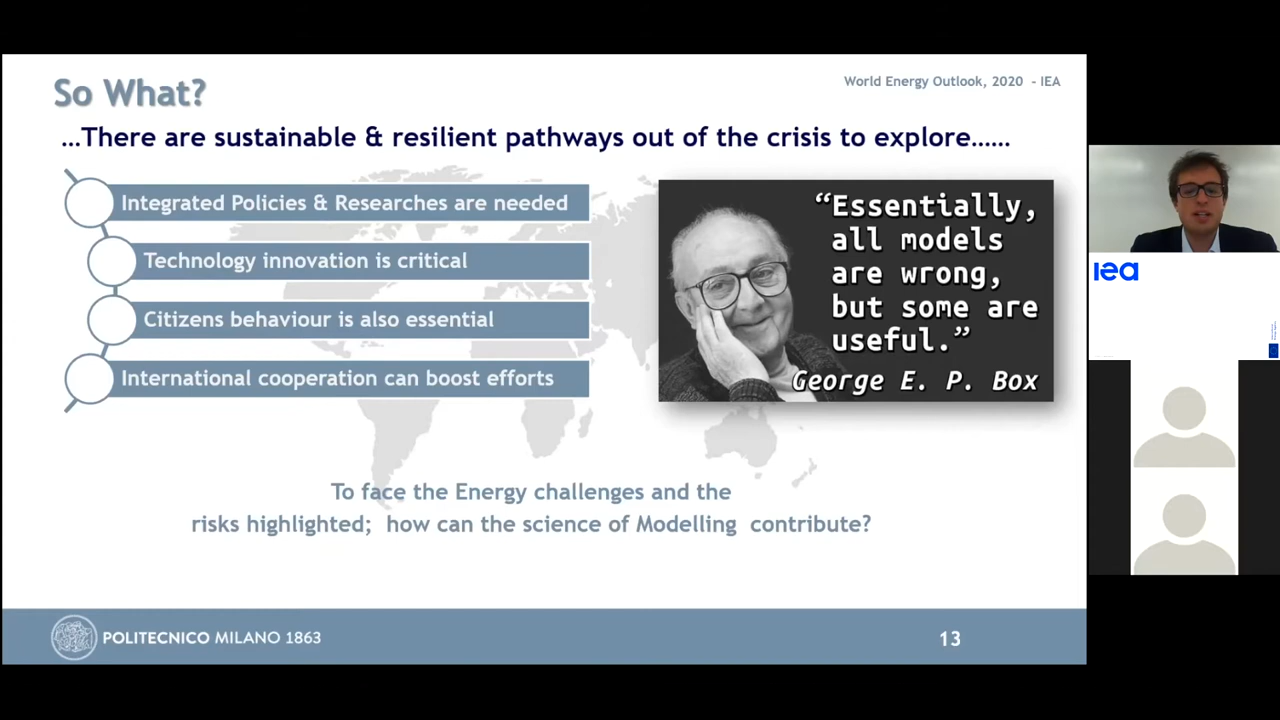 So What?
World Energy Outlook, 2020 - IEA
...There are sustainable & resilient pathways out of the crisis to explore......
Integrated Policies & Researches are needed
Technology innovation is critical
Citizens behaviour is also essential
International cooperation can boost efforts
“Essentially,
all models
are wrong,
but some are
useful.”
George E. P. Box
To face the Energy challenges and the
risks highlighted; how can the science of Modelling contribute?
POLITECNICO MILANO 1863
13
iea